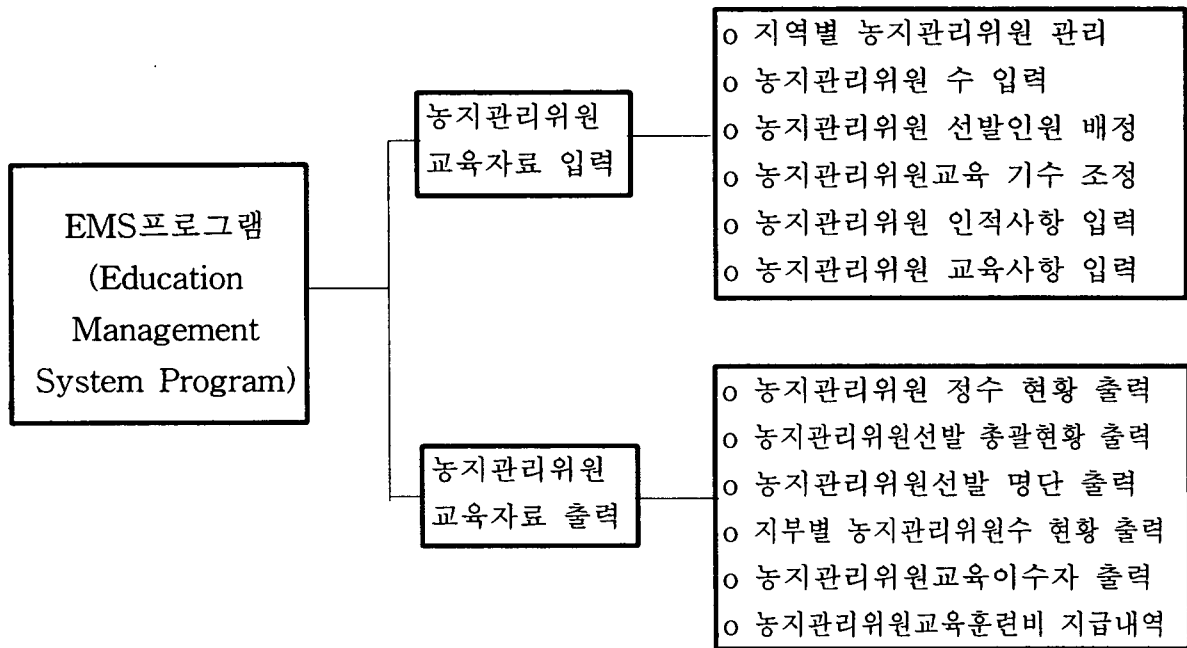 EMS프로그램
(Education
Management
System Program)
농지관리위원
교육자료 입력
o 지역별 농지관리위원 관리
o 농지관리위원 수 입력
o 농지관리위원 선발인원 배정
o 농지관리위원교육 기수 조정
o 농지관리위원 인적사항 입력
o 농지관리위원 교육사항 입력
농지관리위원
교육자료 출력
o 농지관리위원 정수 현황 출력
o 농지관리위원선발 총괄현황 출력
o 농지관리위원선발 명단 출력
o 지부별 농지관리위원수 현황 출력
o 농지관리위원교육이수자 출력
o 농지관리위원교육훈련비 지급내역